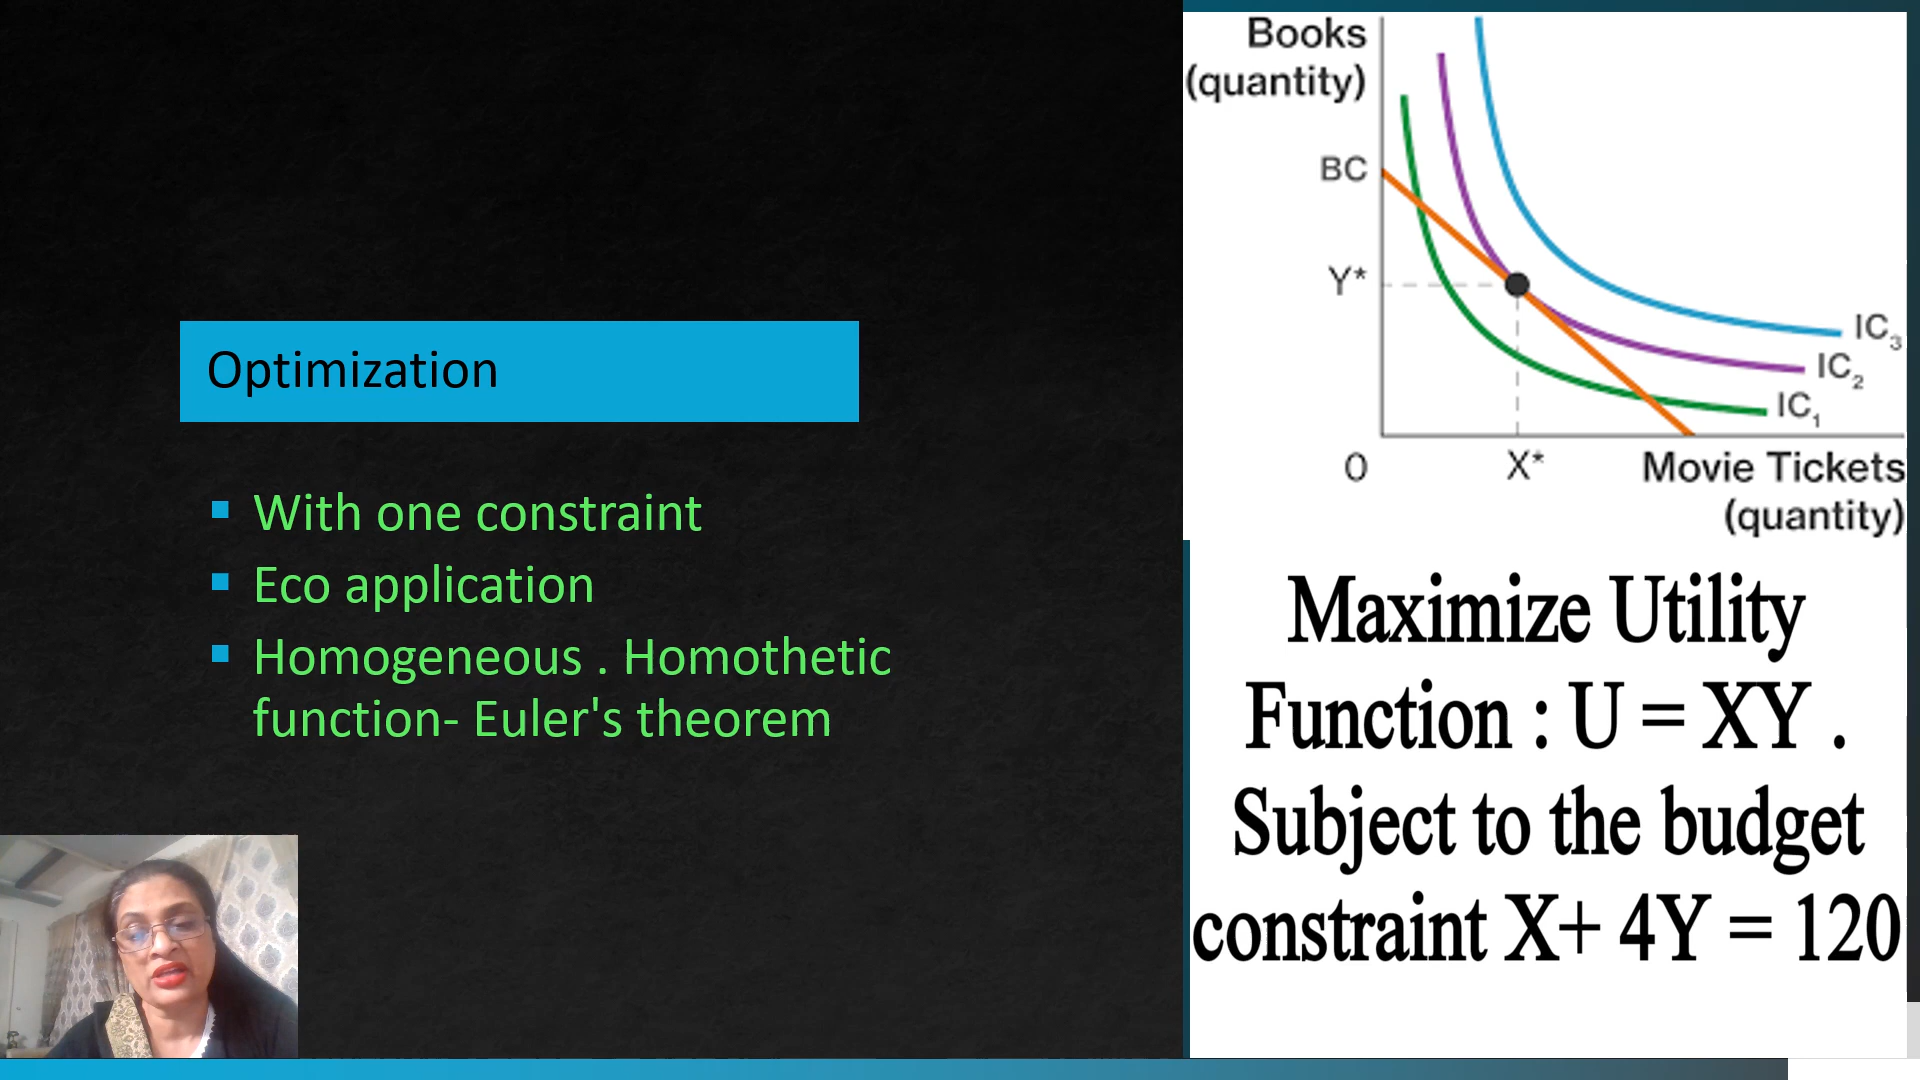 Optimization
With one constraint
Eco application
Homogeneous . Homothetic
function- Euler's theorem
Books
(quantity)
BC
Y*
IC3
IC2
IC1
0
X*
Movie Tickets
(quantity)
Maximize Utility
Function : U = XY .
Subject to the budget
constraint X+ 4Y = 120